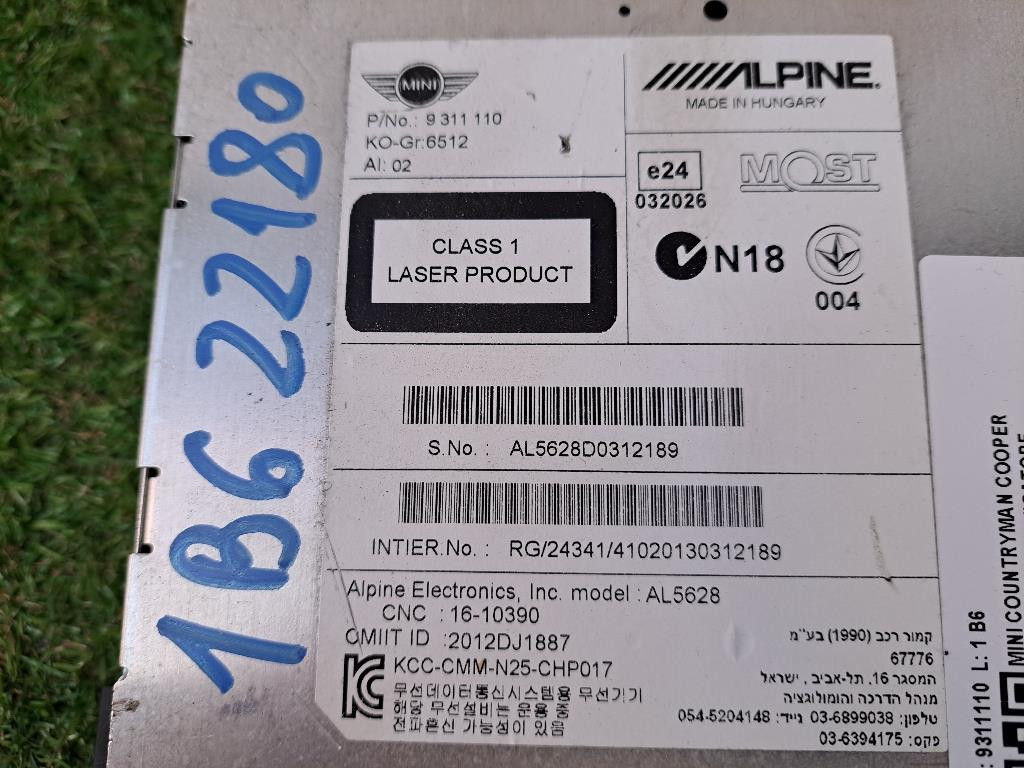 1B6 22180
MINI
P/No.: 9 311 110
KO-Gr:6512
AI: 02
ALPINE®
MADE IN HUNGARY
CLASS 1
LASER PRODUCT
e24
032026
MOST
N18
004
S.No. : AL5628D0312189
INTIER.No. : RG/24341/41020130312189
Alpine Electronics, Inc. model : AL5628
CNC : 16-10390
CMIIT ID :2012DJ1887
KCC-CMM-N25-CHP017
무선데이터통신시스템용 무선기기
해당 무선설비는 운용 중
전파혼신 가능성이 있음
קמור רכב (1990) בע"מ
67776
המסגר 16, תל-אביב, ישראל
מנהל הדרכה והומולוגציה
טלפון: 03-6899038 נייד: 054-5204148
פקס: 03-6394175
MINI COUNTRYMAN COOPER
: 9311110 L: 1 B6